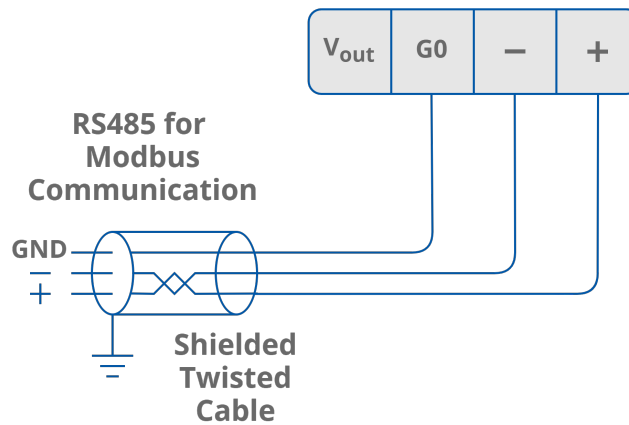 Vout G0 − +
RS485 for
Modbus
Communication
GND
−
+
Shielded
Twisted
Cable